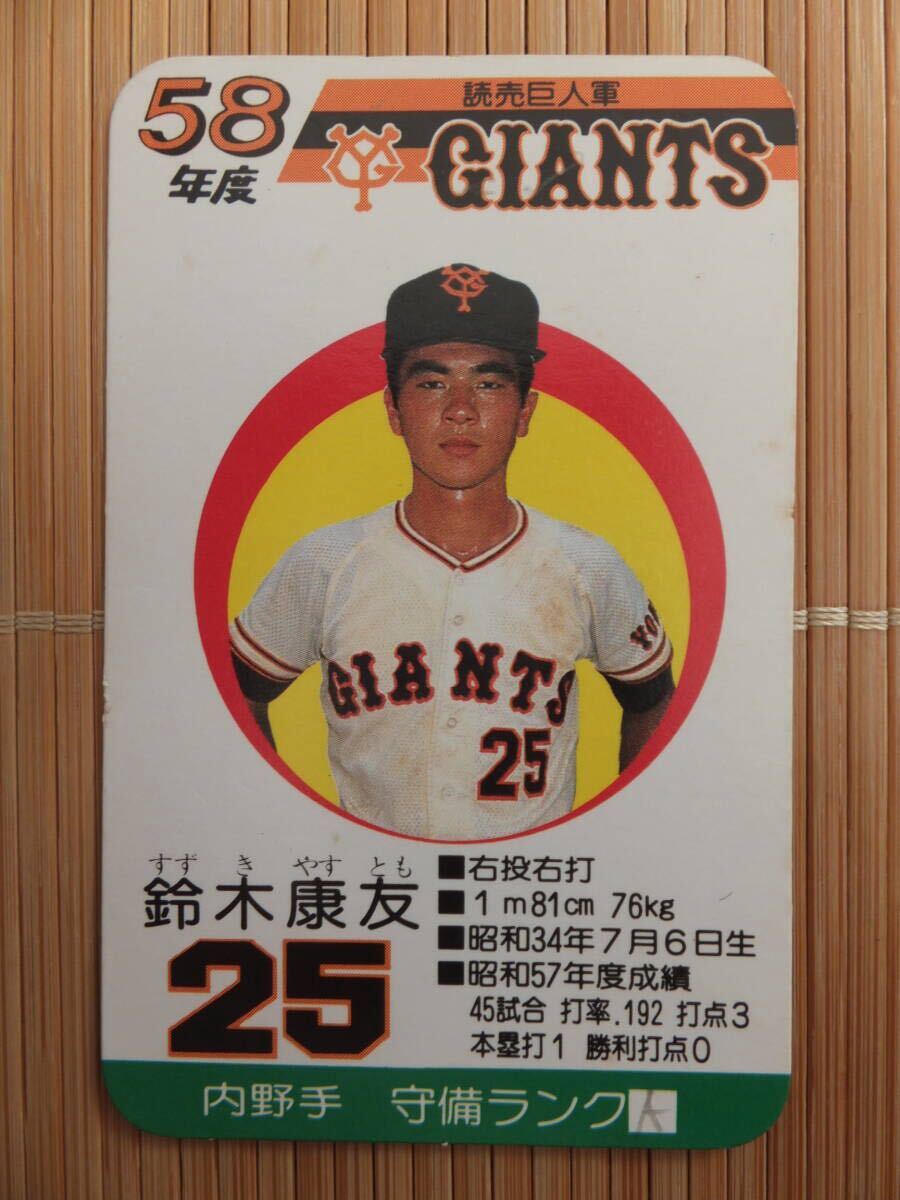 58
年度
読売巨人軍
GIANTS
YG
GIANTS
25
すず き やす とも
鈴木康友
25
■右投右打
■1m81cm 76kg
■昭和34年7月6日生
■昭和57年度成績
45試合 打率.192 打点3
本塁打1 勝利打点0
内野手 守備ランク